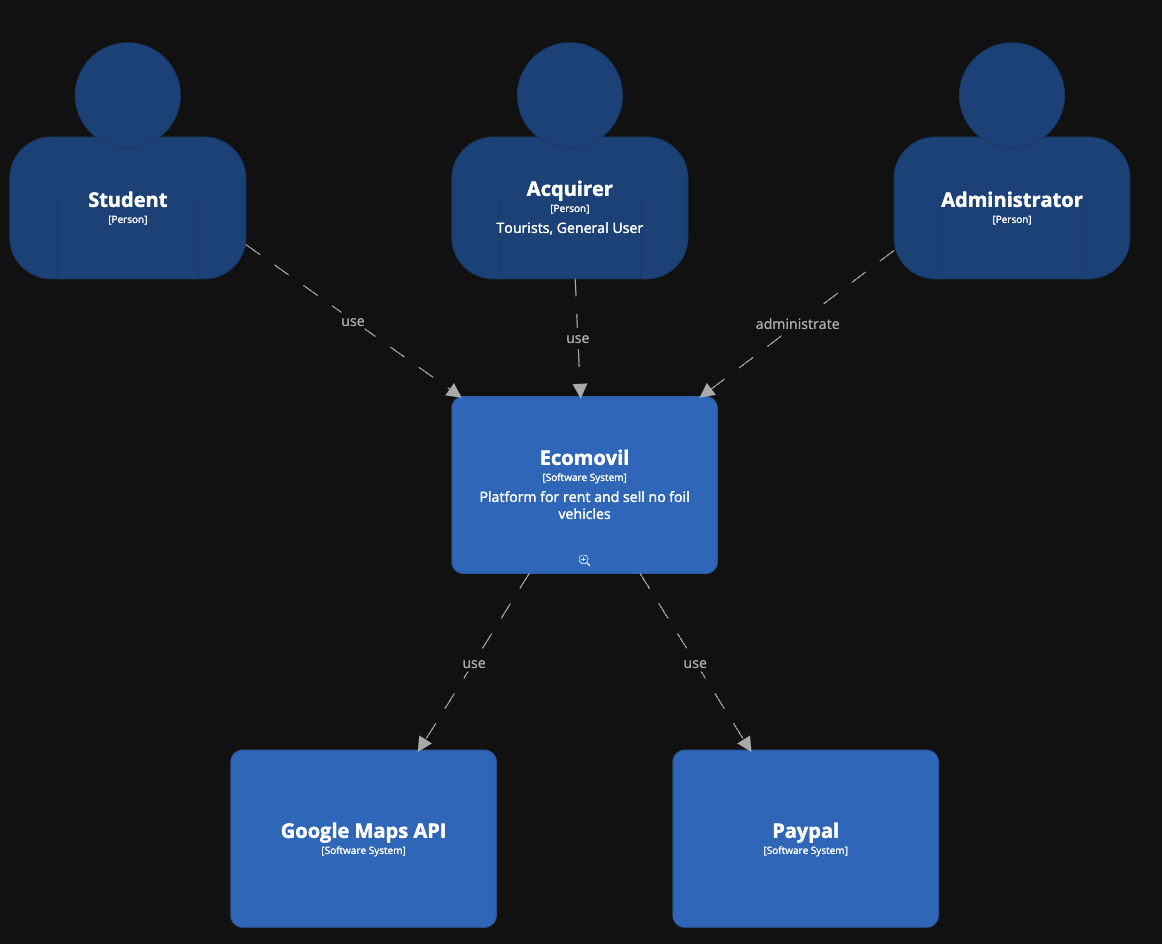 Student
[Person]
Acquirer
[Person]
Tourists, General User
Administrator
[Person]
use
use
administrate
Ecomovil
[Software System]
Platform for rent and sell no foil
vehicles
use
use
Google Maps API
[Software System]
Paypal
[Software System]